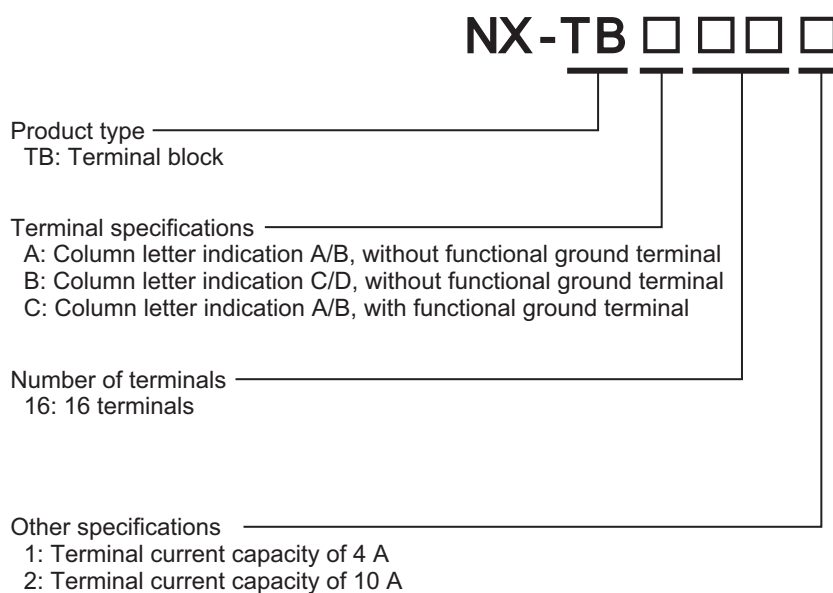 NX-TB □ □□ □
Product type
TB: Terminal block
Terminal specifications
A: Column letter indication A/B, without functional ground terminal
B: Column letter indication C/D, without functional ground terminal
C: Column letter indication A/B, with functional ground terminal
Number of terminals
16: 16 terminals
Other specifications
1: Terminal current capacity of 4 A
2: Terminal current capacity of 10 A